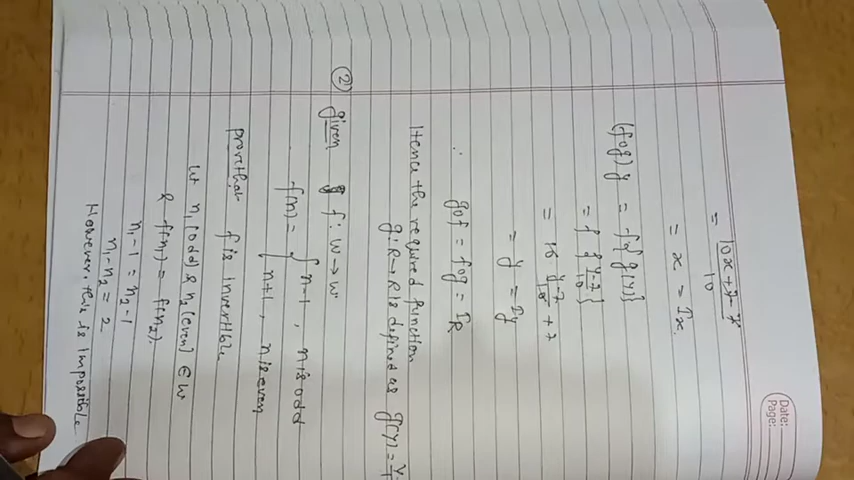 Date:
Page:
= 10x + 7 - 7 / 10
= x = Ix.
(fog) y = f{g(y)}
= f{y-7/10}
= 10 y-7/10 + 7
= y = Iy
∴ gof = fog = IR
Hence the required function
g: R→R is defined as g(y) = y
② given f: W → W
f(n) = { n-1, n is odd
n+1, n is even
prove that f is invertible
let n1 (odd) & n2 (even) ∈ W
& f(n1) = f(n2).
n1 - 1 = n2 - 1
n1 - n2 = 2
However, this is impossible